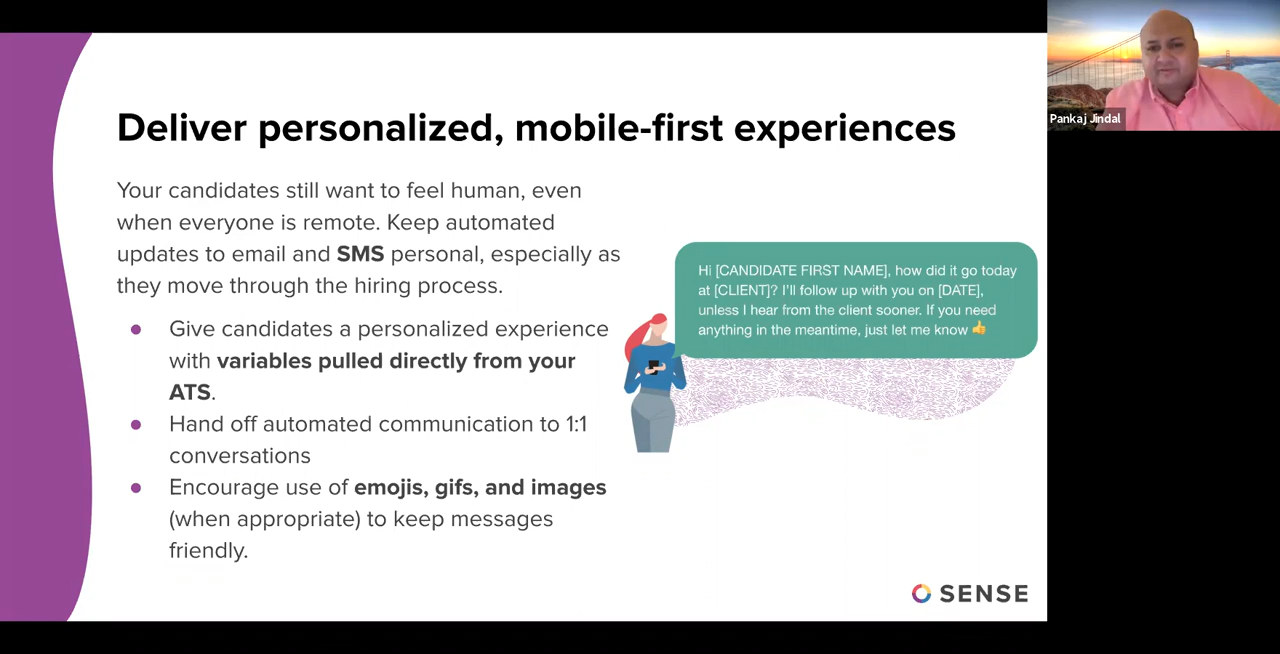 Deliver personalized, mobile-first experiences
Your candidates still want to feel human, even
when everyone is remote. Keep automated
updates to email and SMS personal, especially as
they move through the hiring process.
● Give candidates a personalized experience
with variables pulled directly from your
ATS.
● Hand off automated communication to 1:1
conversations
● Encourage use of emojis, gifs, and images
(when appropriate) to keep messages
friendly.
Hi [CANDIDATE FIRST NAME], how did it go today
at [CLIENT]? I'll follow up with you on [DATE],
unless I hear from the client sooner. If you need
anything in the meantime, just let me know 👍
SENSE
Pankaj Jindal